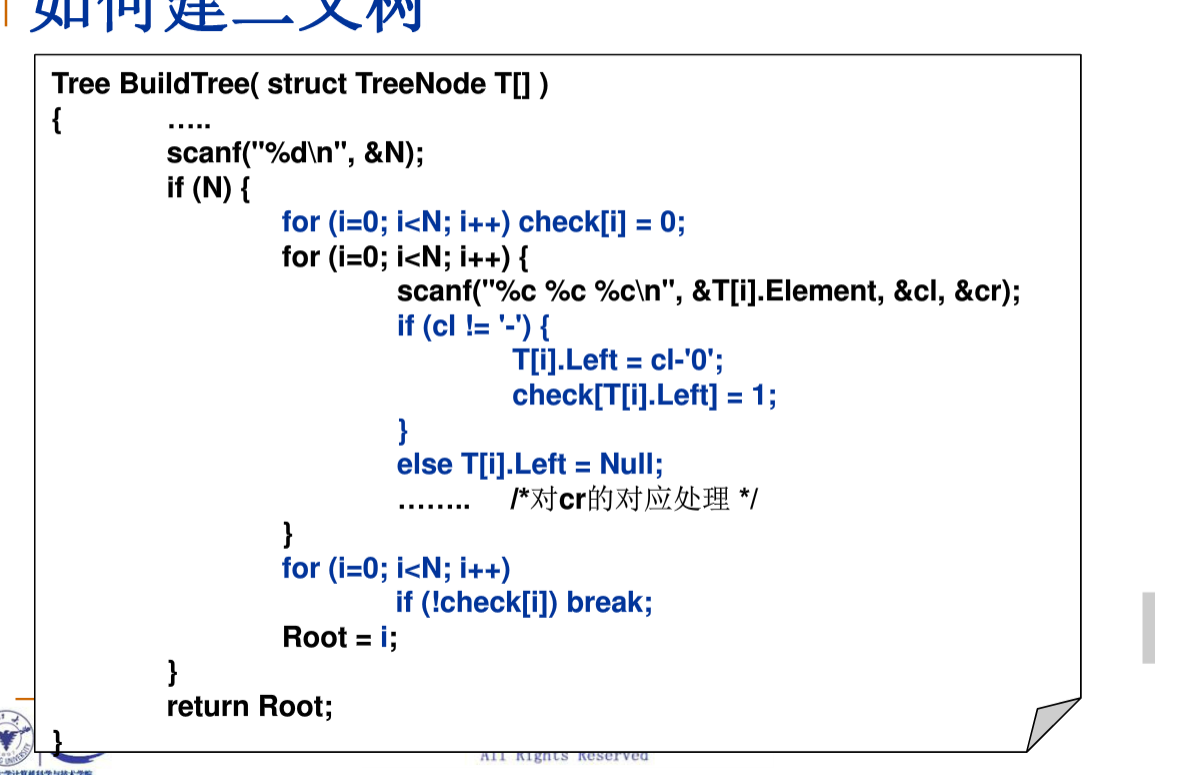 如何建二叉树
Tree BuildTree( struct TreeNode T[] )
{ …..
scanf("%d\n", &N);
if (N) {
for (i=0; i<N; i++) check[i] = 0;
for (i=0; i<N; i++) {
scanf("%c %c %c\n", &T[i].Element, &cl, &cr);
if (cl != '-') {
T[i].Left = cl-'0';
check[T[i].Left] = 1;
}
else T[i].Left = Null;
…….. /*对cr的对应处理 */
}
for (i=0; i<N; i++)
if (!check[i]) break;
Root = i;
}
return Root;
}
All Rights Reserved